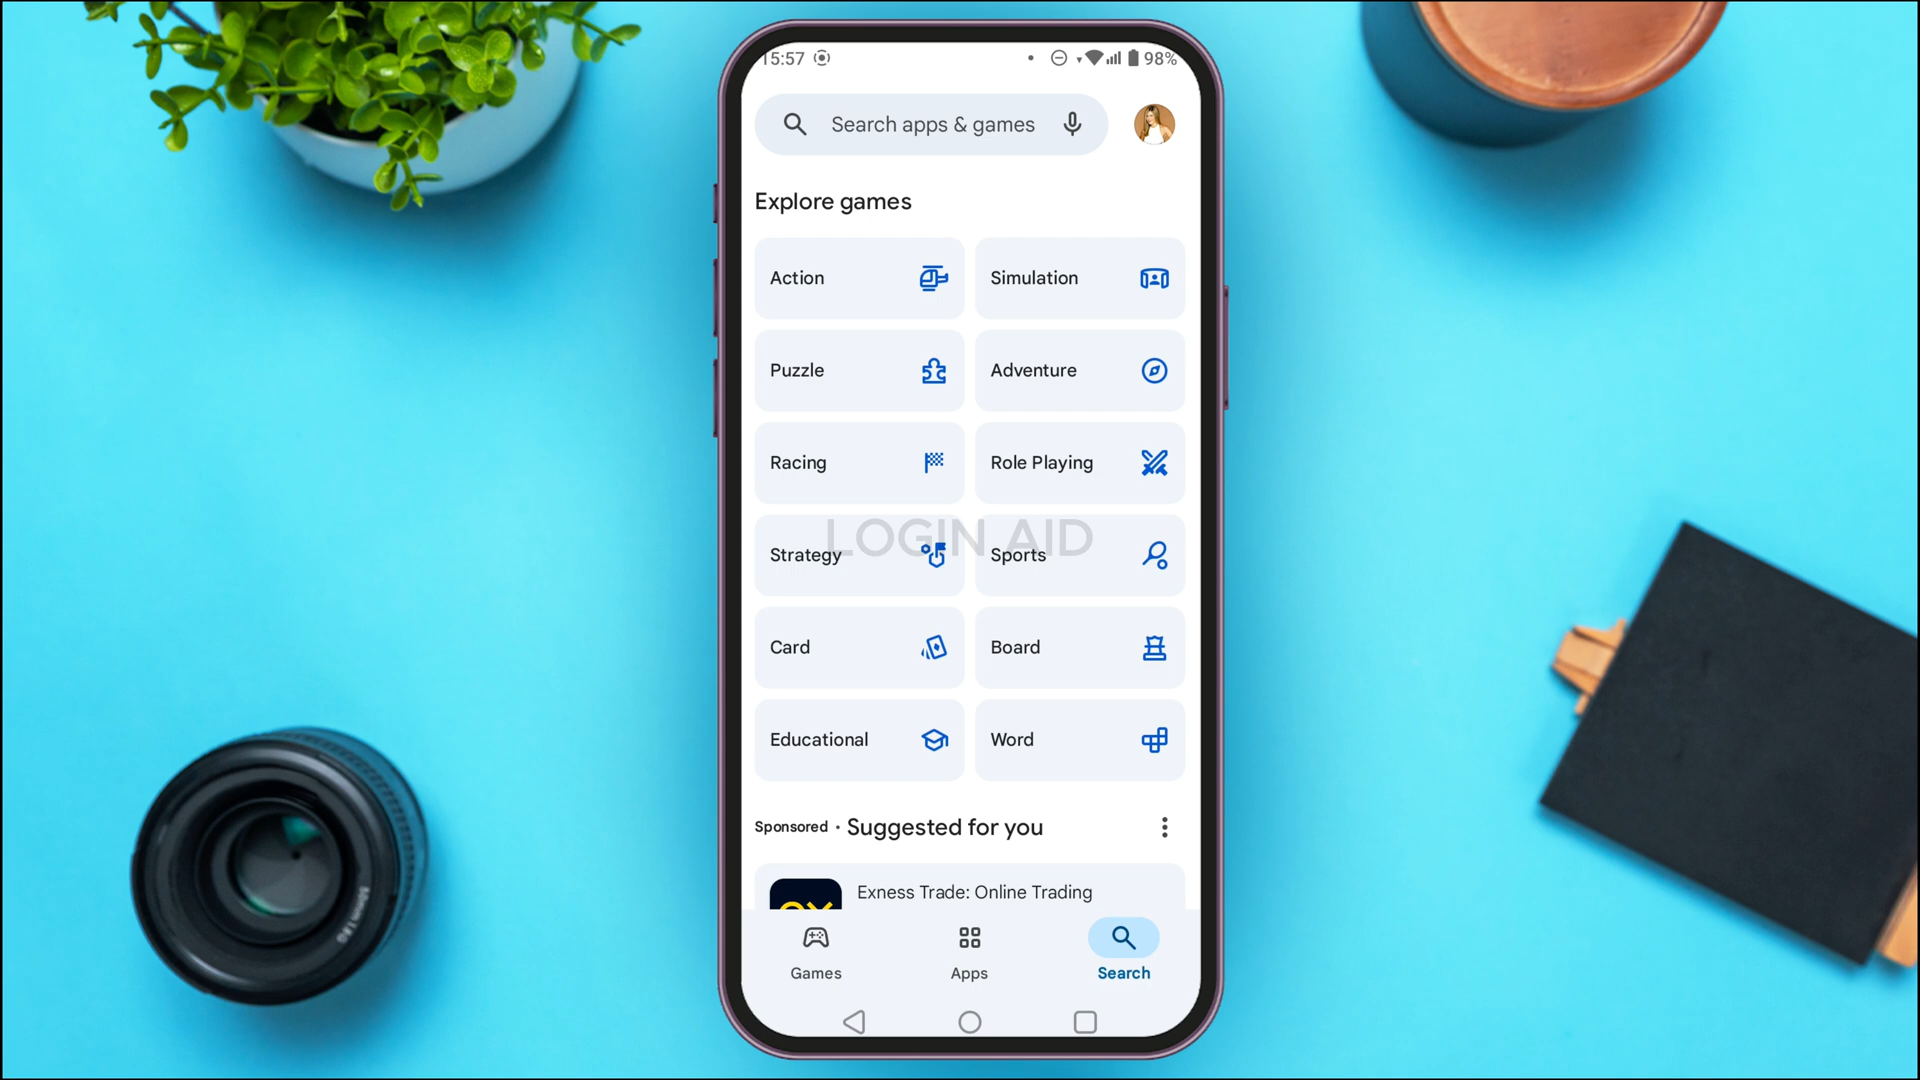 15:57 98%
Search apps & games
Explore games
Action Simulation
Puzzle Adventure
Racing Role Playing
LOGIN AID
Strategy Sports
Card Board
Educational Word
Sponsored · Suggested for you
Exness Trade: Online Trading
Games Apps Search